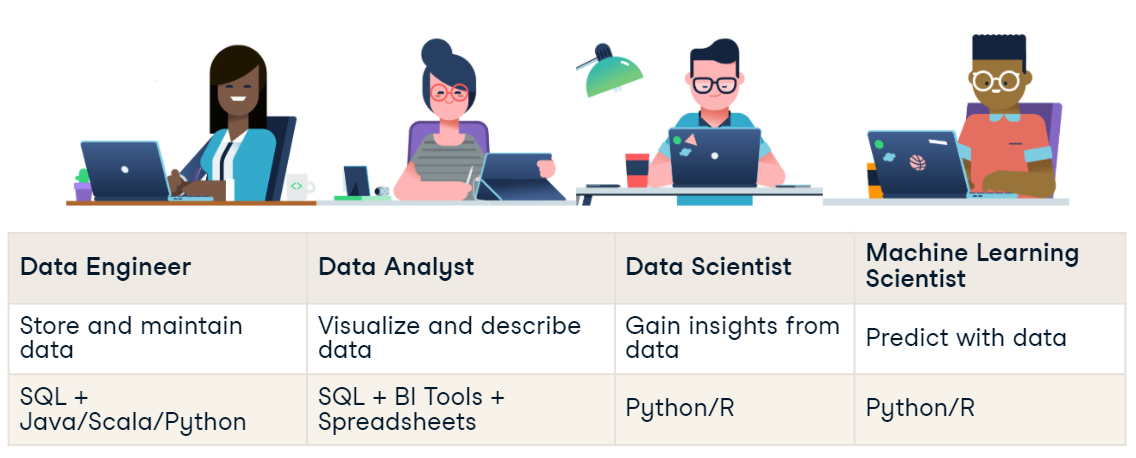 Data Engineer
Data Analyst
Data Scientist
Machine Learning
Scientist
Store and maintain
data
Visualize and describe
data
Gain insights from
data
Predict with data
SQL +
Java/Scala/Python
SQL + BI Tools +
Spreadsheets
Python/R
Python/R